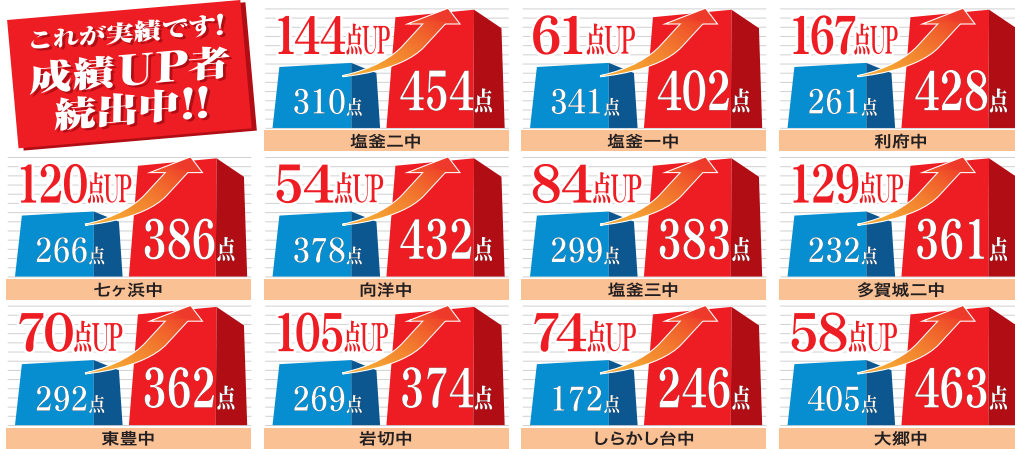 これが実績です!
成績UP者
続出中!!
144点UP
310点
454点
塩釜二中
61点UP
341点
402点
塩釜一中
167点UP
261点
428点
利府中
120点UP
266点
386点
七ヶ浜中
54点UP
378点
432点
向洋中
84点UP
299点
383点
塩釜三中
129点UP
232点
361点
多賀城二中
70点UP
292点
362点
東豊中
105点UP
269点
374点
岩切中
74点UP
172点
246点
しらかし台中
58点UP
405点
463点
大郷中